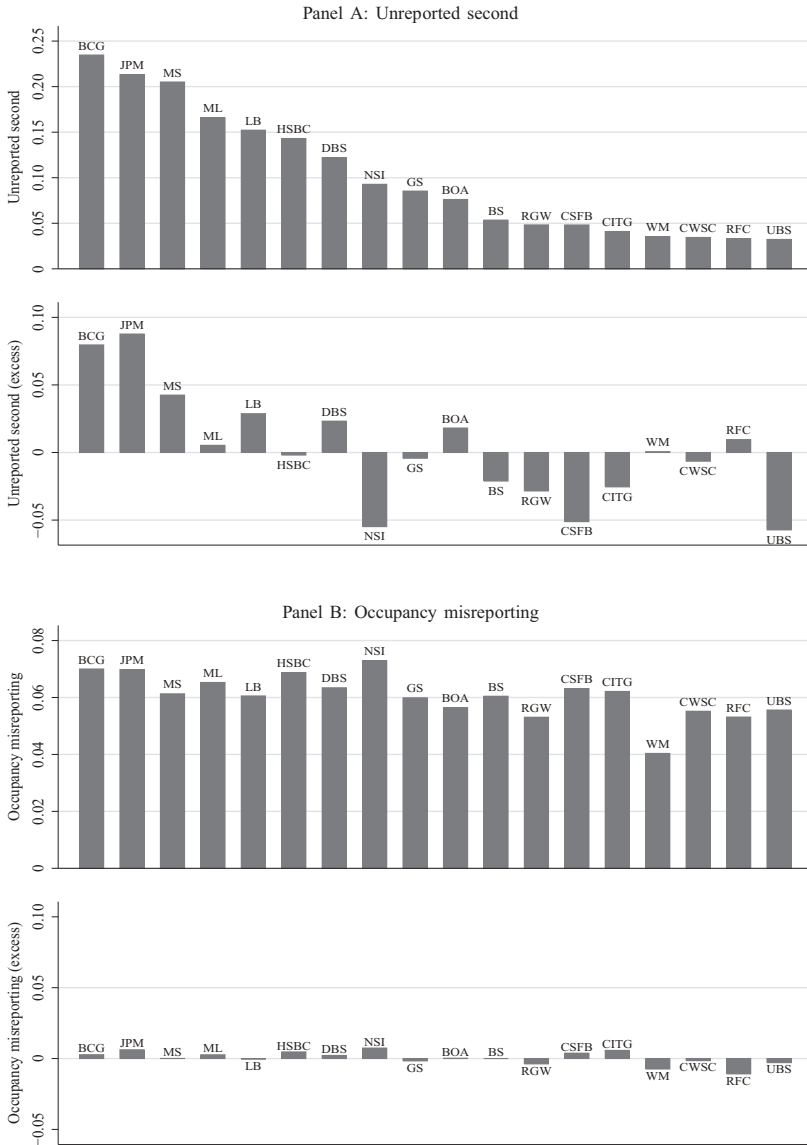 Panel A: Unreported second
Unreported second
0.25
0.20
0.15
0.10
0.05
0
BCG
JPM
MS
ML
LB
HSBC
DBS
NSI
GS
BOA
BS
RGW
CSFB
CITG
WM
CWSC
RFC
UBS
Unreported second (excess)
0.10
0.05
0
−0.05
BCG
JPM
MS
ML
LB
HSBC
DBS
NSI
GS
BOA
BS
RGW
CSFB
CITG
WM
CWSC
RFC
UBS
Panel B: Occupancy misreporting
Occupancy misreporting
0.08
0.06
0.04
0.02
0
BCG
JPM
MS
ML
LB
HSBC
DBS
NSI
GS
BOA
BS
RGW
CSFB
CITG
WM
CWSC
RFC
UBS
Occupancy misreporting (excess)
0.10
0.05
0
−0.05
BCG
JPM
MS
ML
LB
HSBC
DBS
NSI
GS
BOA
BS
RGW
CSFB
CITG
WM
CWSC
RFC
UBS